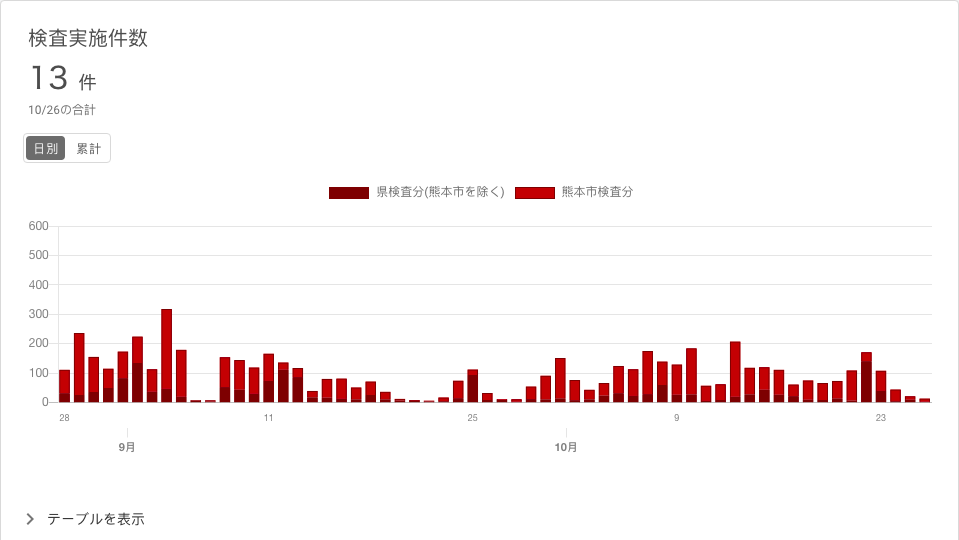 検査実施件数
13 件
10/26の合計
日別 累計
県検査分(熊本市を除く) 熊本市検査分
600
500
400
300
200
100
0
28 11 25 9 23
9月 10月
テーブルを表示